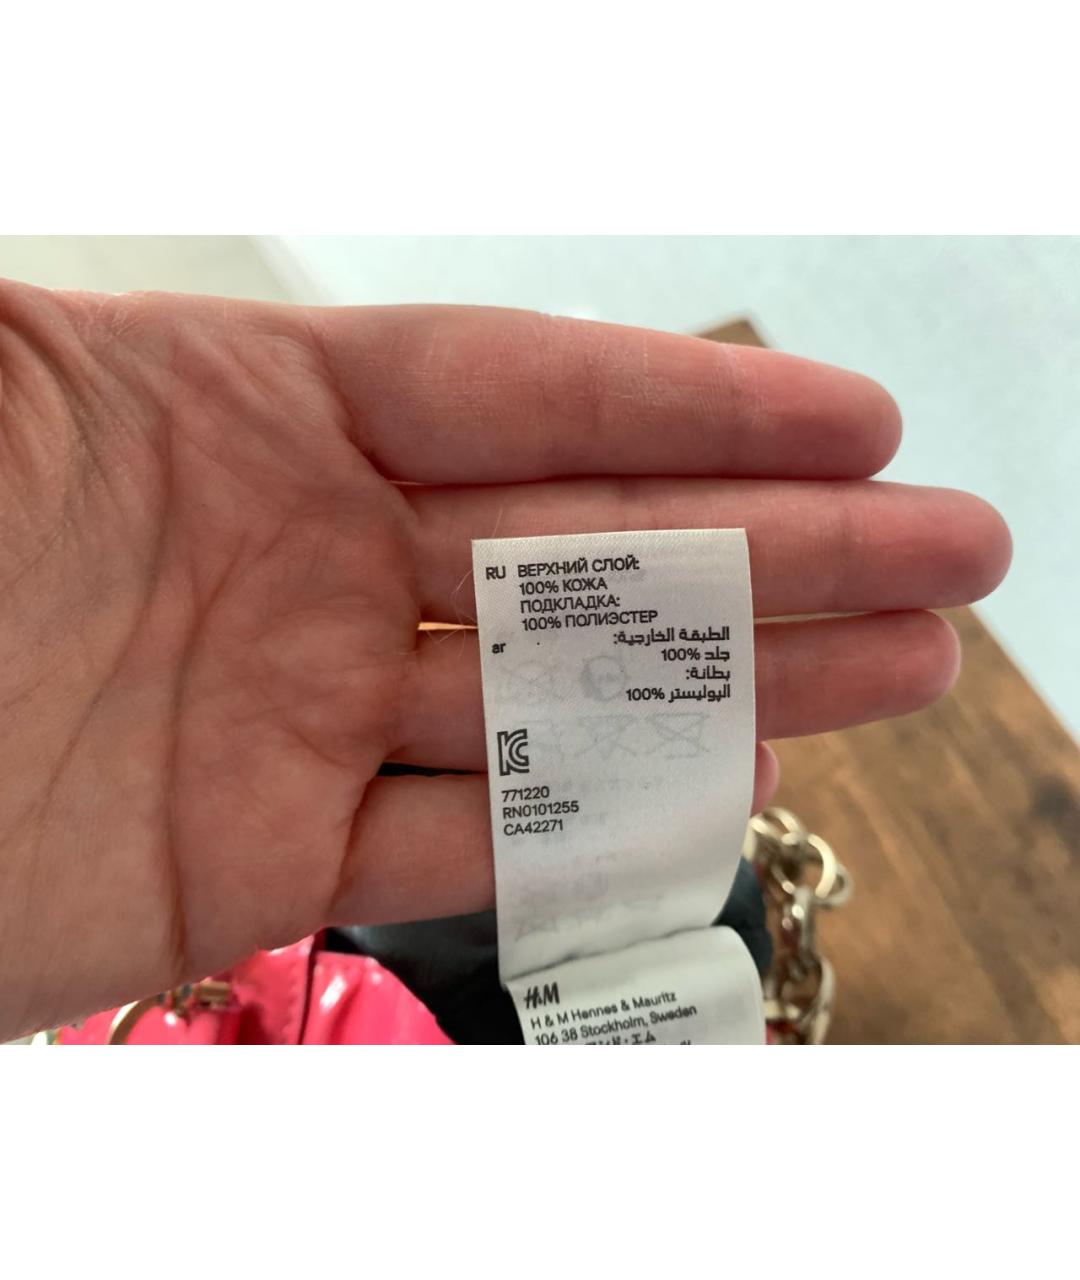 RU ВЕРХНИЙ СЛОЙ:
100% КОЖА
ПОДКЛАДКА:
100% ПОЛИЭСТЕР
ar الطبقة الخارجية:
جلد 100%
بطانة:
البوليستر 100%
771220
RN0101255
CA42271
H&M
H & M Hennes & Mauritz
106 38 Stockholm, Sweden